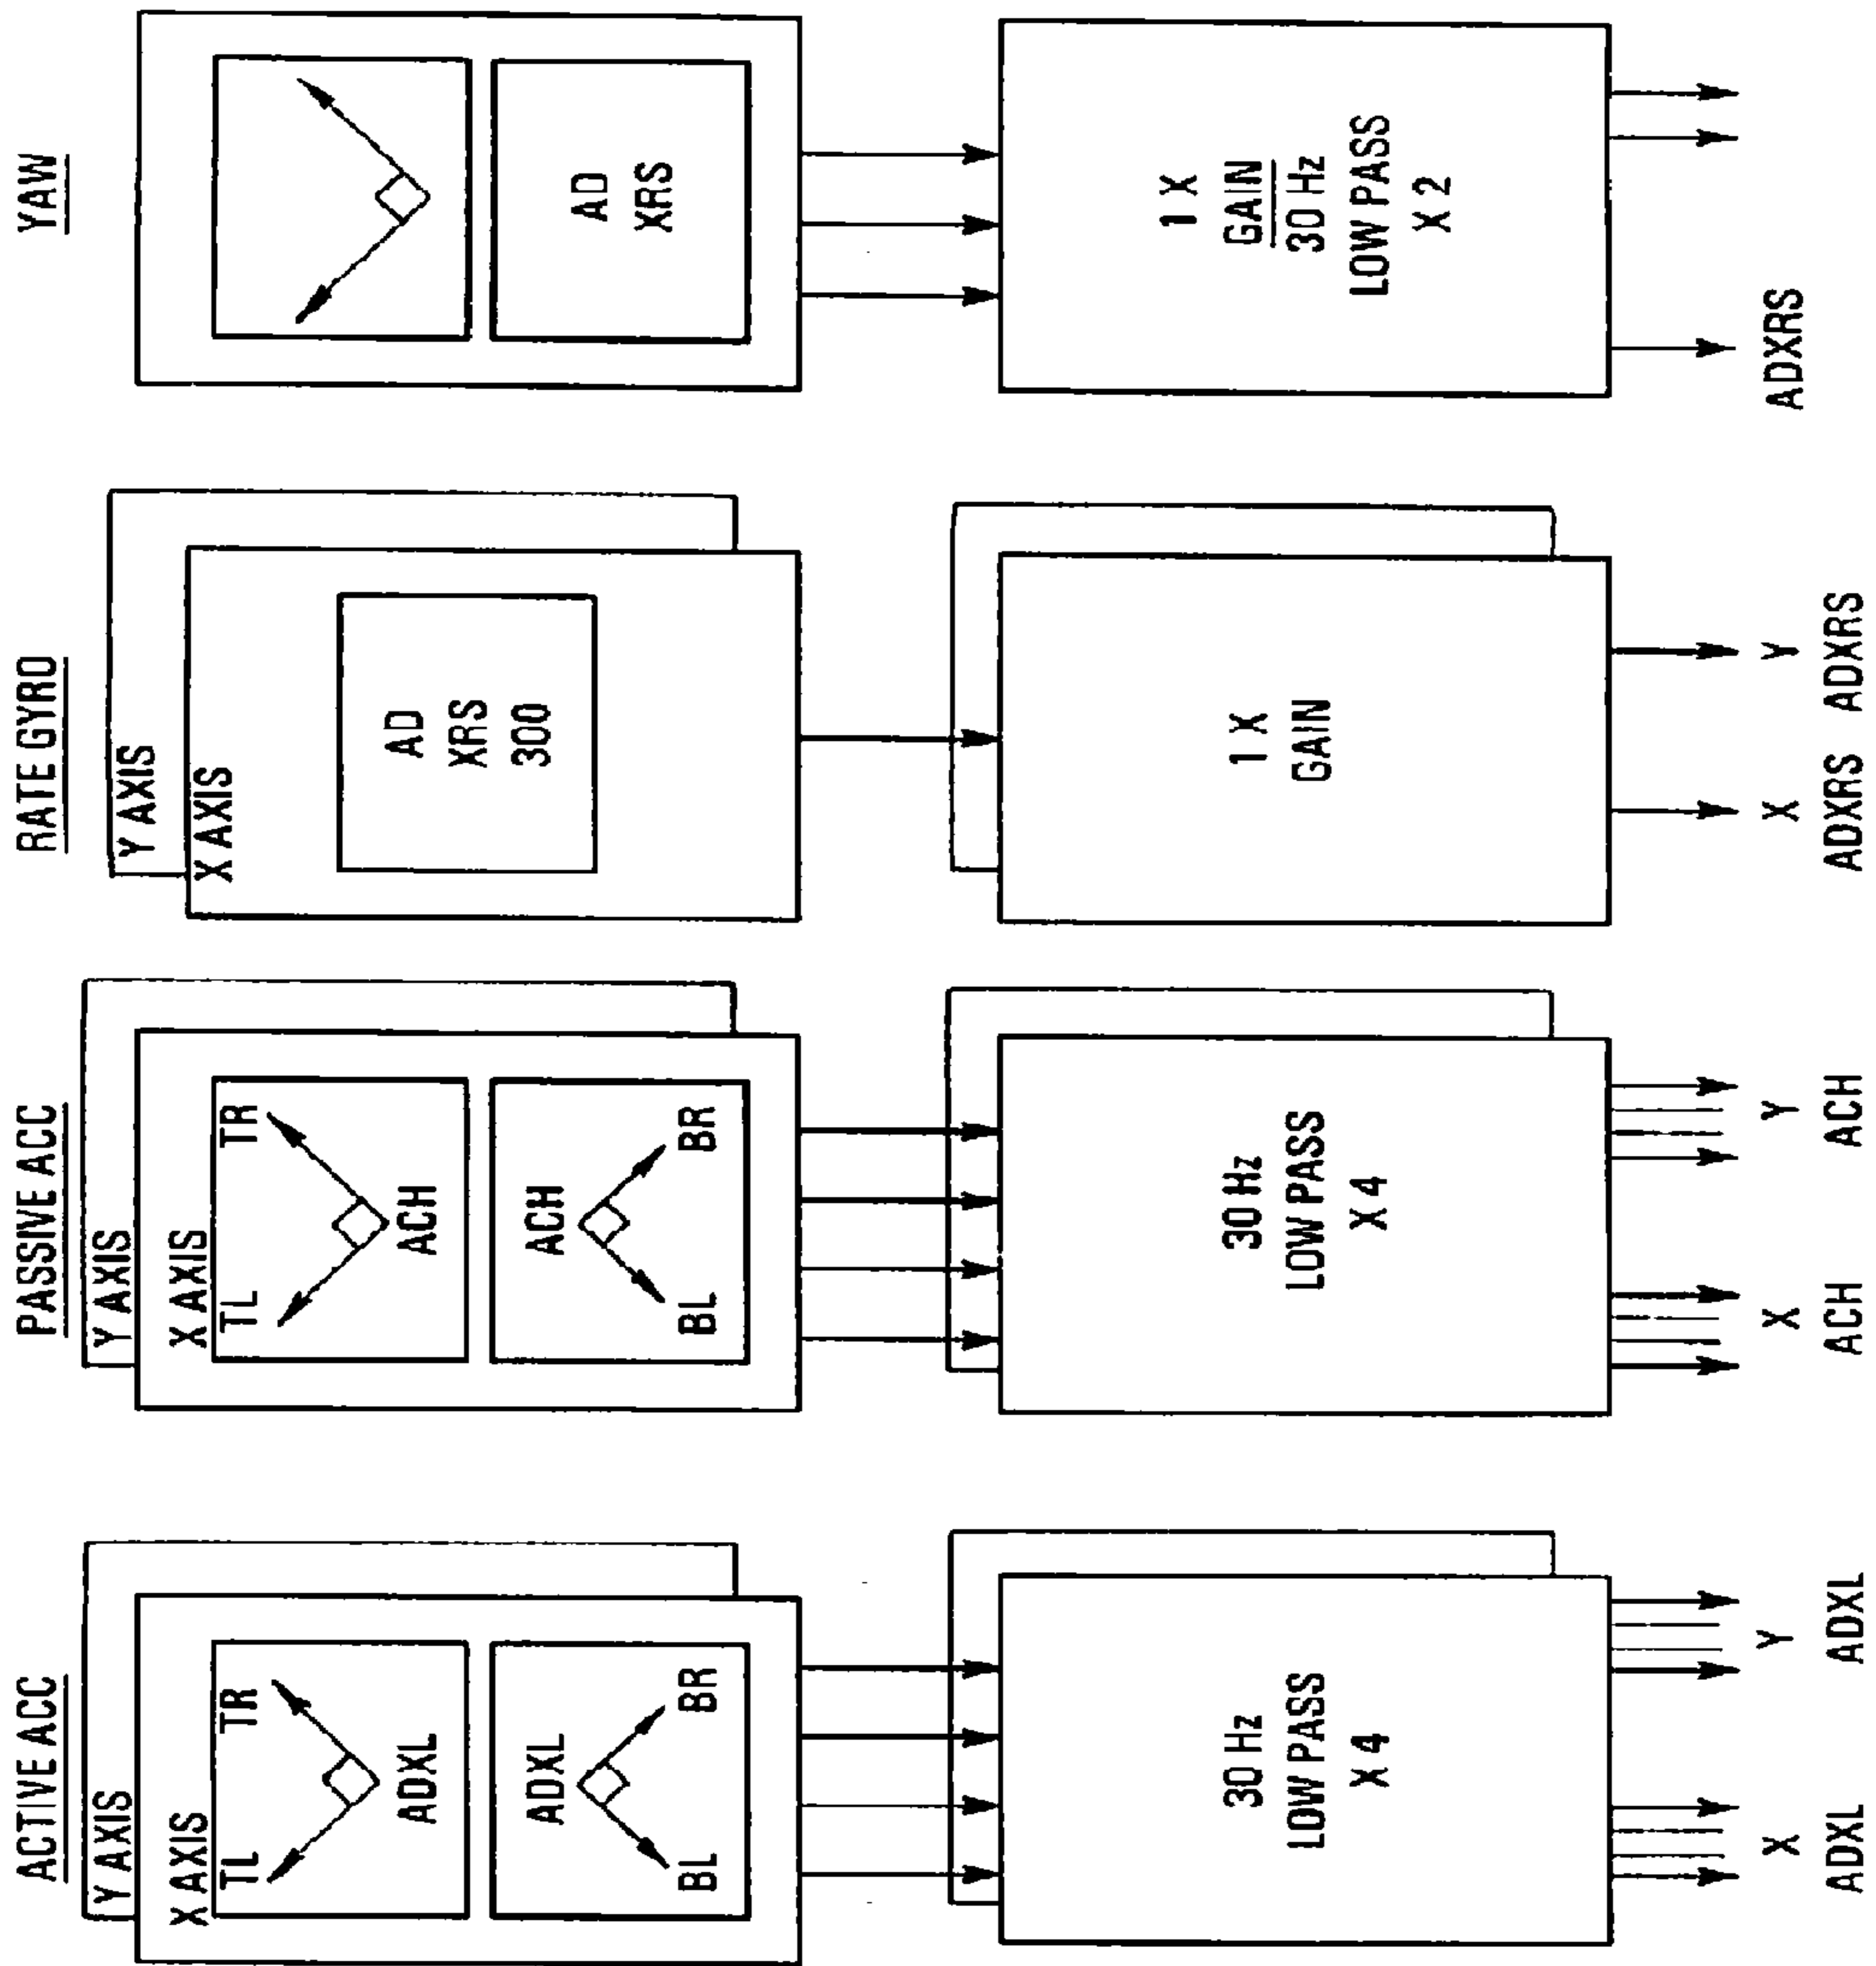 ACTIVE ACC
Y AXIS
X AXIS
TL
TR
ADXL
ADXL
BL
BR
30 Hz
LOW PASS
X 4
X
Y
ADXL
ADXL
PASSIVE ACC
Y AXIS
X AXIS
TL
TR
ACH
ACH
BL
BR
30 Hz
LOW PASS
X 4
X
Y
ACH
ACH
RATE GYRO
Y AXIS
X AXIS
AD
XRS
300
1 X
GAIN
X
Y
ADXRS
ADXRS
YAW
AD
XRS
1 X
GAIN
30 Hz
LOW PASS
X 2
ADXRS